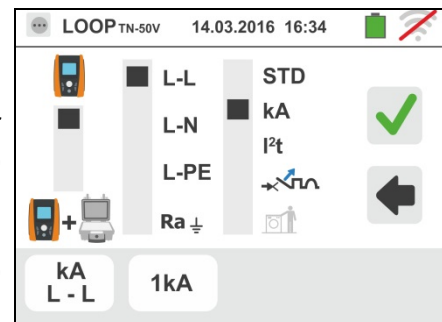 LOOP TN-50V 14.03.2016 16:34
L-L
L-N
L-PE
Ra
STD
kA
I²t
+
kA
L - L
1kA